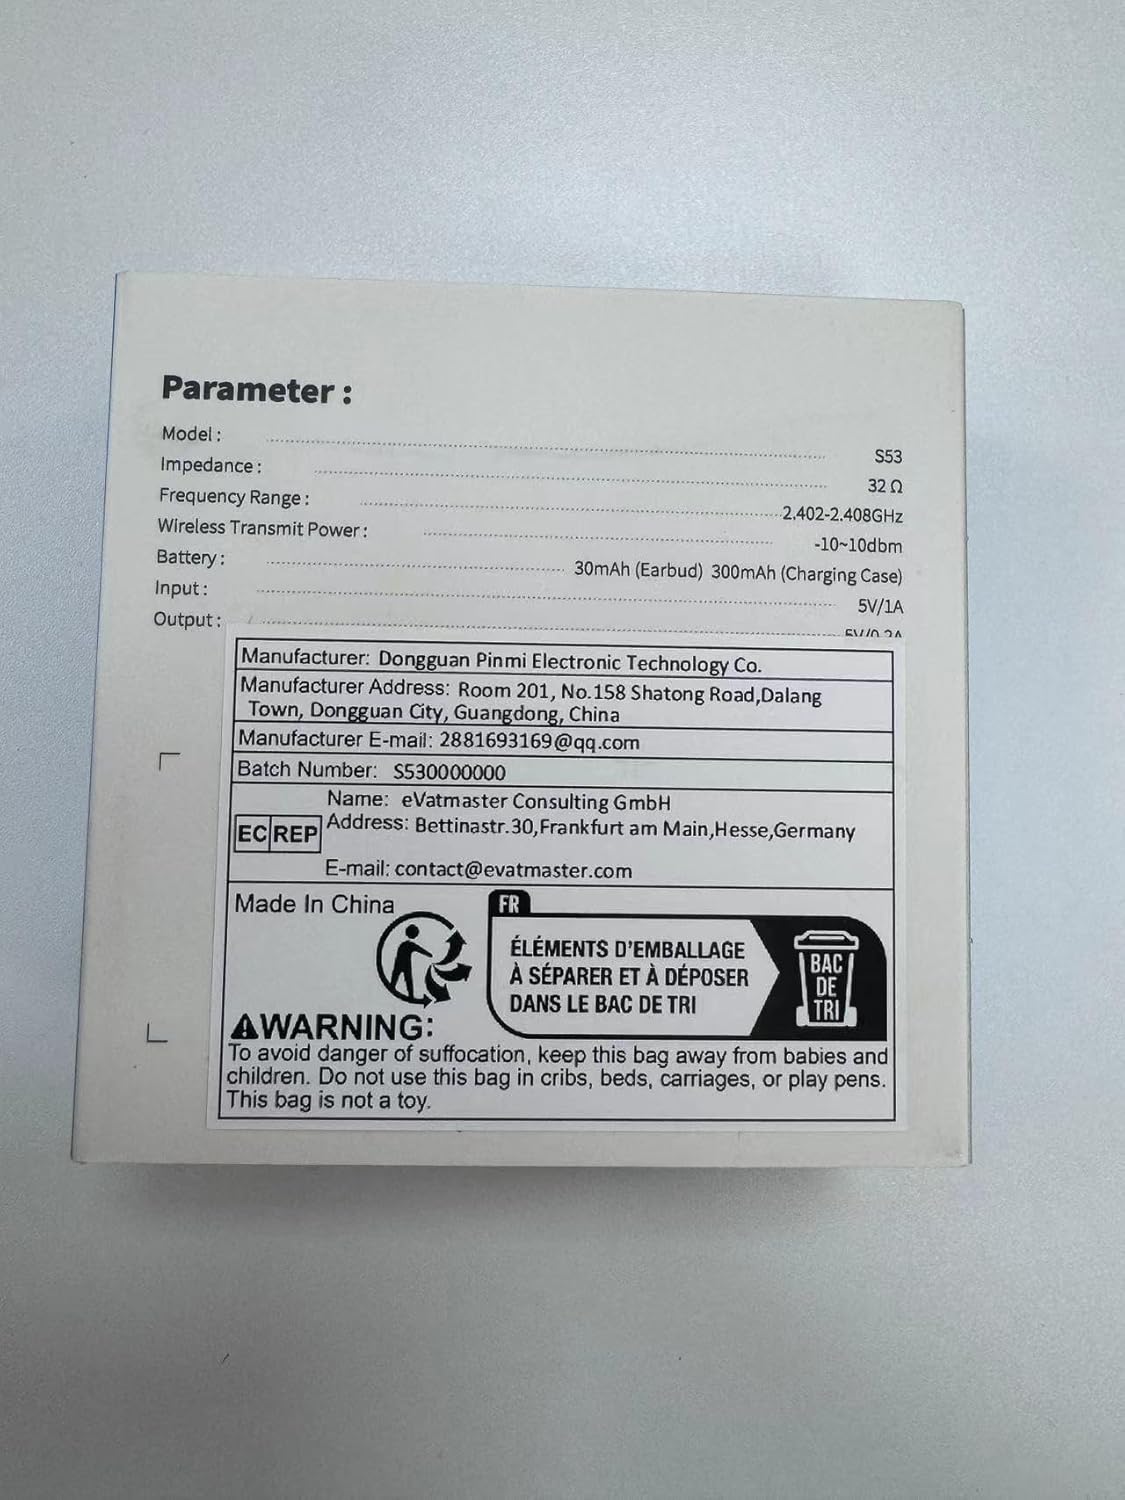 Parameter :
Model : S53
Impedance : 32 Ω
Frequency Range : 2.402-2.408GHz
Wireless Transmit Power : -10~10dbm
Battery : 30mAh (Earbud) 300mAh (Charging Case)
Input : 5V/1A
Output :
Manufacturer: Dongguan Pinmi Electronic Technology Co.
Manufacturer Address: Room 201, No.158 Shatong Road,Dalang
Town, Dongguan City, Guangdong, China
Manufacturer E-mail: 2881693169@qq.com
Batch Number: S530000000
Name: eVatmaster Consulting GmbH
EC REP
Address: Bettinastr.30,Frankfurt am Main,Hesse,Germany
E-mail: contact@evatmaster.com
Made In China
FR
ÉLÉMENTS D'EMBALLAGE
À SÉPARER ET À DÉPOSER
DANS LE BAC DE TRI
BAC
DE
TRI
WARNING:
To avoid danger of suffocation, keep this bag away from babies and
children. Do not use this bag in cribs, beds, carriages, or play pens.
This bag is not a toy.